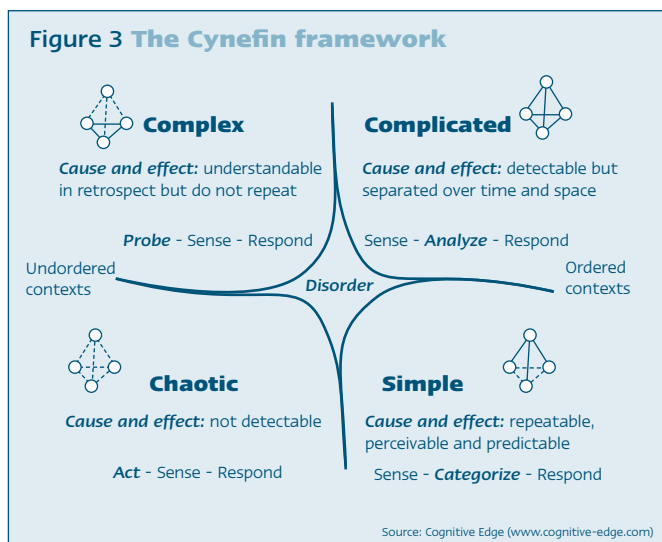 Figure 3 The Cynefin framework
Complex
Cause and effect: understandable
in retrospect but do not repeat
Probe - Sense - Respond
Complicated
Cause and effect: detectable but
separated over time and space
Sense - Analyze - Respond
Undordered
contexts
Disorder
Ordered
contexts
Chaotic
Cause and effect: not detectable
Act - Sense - Respond
Simple
Cause and effect: repeatable,
perceivable and predictable
Sense - Categorize - Respond
Source: Cognitive Edge (www.cognitive-edge.com)